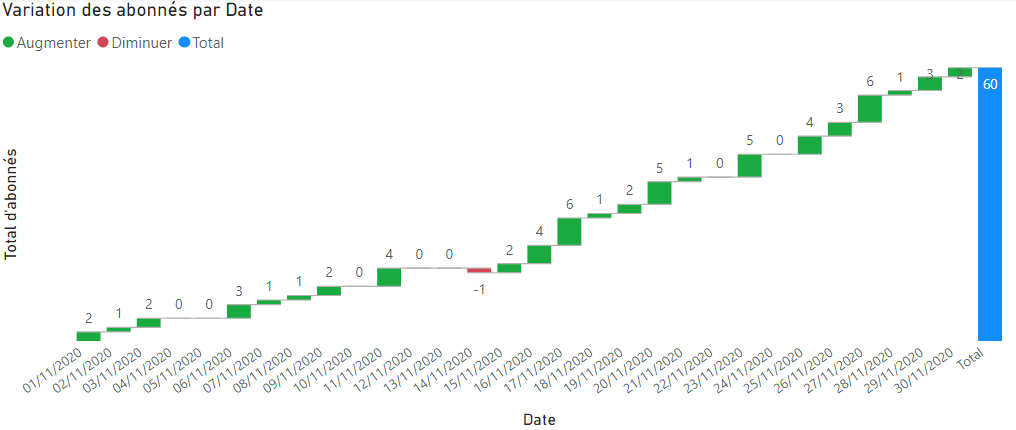 Variation des abonnés par Date
Augmenter Diminuer Total
Total d'abonnés
2 1 2 0 0 3 1 1 2 0 4 0 0 -1 2 4 6 1 2 5 1 0 5 0 4 3 6 1 3 2 60
01/11/2020 02/11/2020 03/11/2020 04/11/2020 05/11/2020 06/11/2020 07/11/2020 08/11/2020 09/11/2020 10/11/2020 11/11/2020 12/11/2020 13/11/2020 14/11/2020 15/11/2020 16/11/2020 17/11/2020 18/11/2020 19/11/2020 20/11/2020 21/11/2020 22/11/2020 23/11/2020 24/11/2020 25/11/2020 26/11/2020 27/11/2020 28/11/2020 29/11/2020 30/11/2020 Total
Date